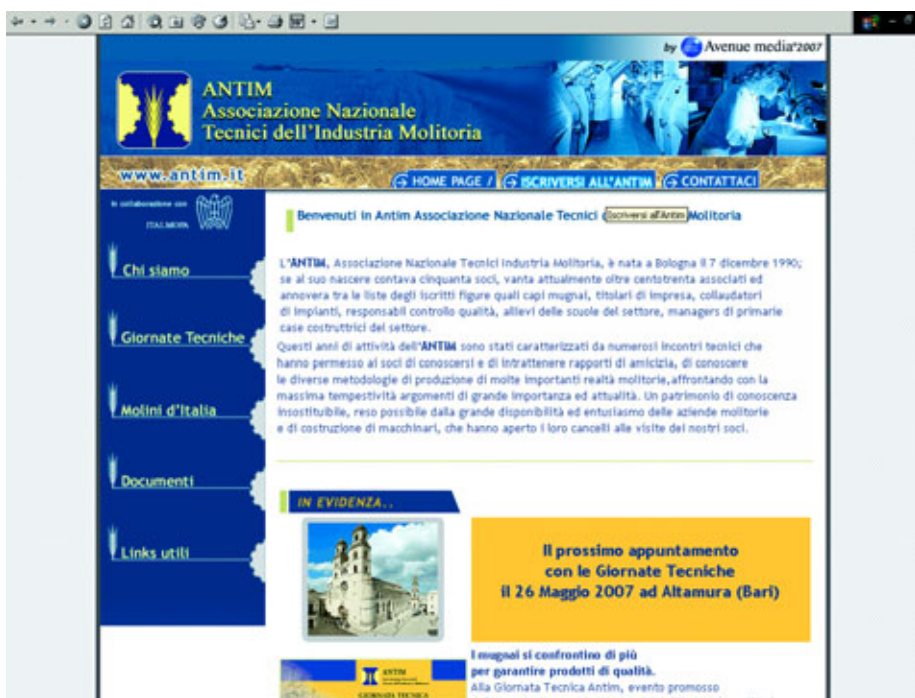 by Avenue media®2007
ANTIM
Associazione Nazionale
Tecnici dell'Industria Molitoria
www.antim.it
HOME PAGE /
ISCRIVERSI ALL'ANTIM
CONTATTACI
in collaborazione con
ITALMOPA
Chi siamo
Giornate Tecniche
Molini d'Italia
Documenti
Links utili
Benvenuti in Antim Associazione Nazionale Tecnici Iscriversi all'Antim Molitoria
L'ANTIM, Associazione Nazionale Tecnici Industria Molitoria, è nata a Bologna il 7 dicembre 1990;
se al suo nascere contava cinquanta soci, vanta attualmente oltre centotrenta associati ed
annovera tra le liste degli iscritti figure quali capi mugnai, titolari di impresa, collaudatori
di impianti, responsabili controllo qualità, allievi delle scuole del settore, managers di primarie
case costruttrici del settore.
Questi anni di attività dell'ANTIM sono stati caratterizzati da numerosi incontri tecnici che
hanno permesso ai soci di conoscersi e di intrattenere rapporti di amicizia, di conoscere
le diverse metodologie di produzione di molte importanti realtà molitorie, affrontando con la
massima tempestività argomenti di grande importanza ed attualità. Un patrimonio di conoscenza
insostituibile, reso possibile dalla grande disponibilità ed entusiasmo delle aziende molitorie
e di costruzione di macchinari, che hanno aperto i loro cancelli alle visite dei nostri soci.
IN EVIDENZA..
Il prossimo appuntamento
con le Giornate Tecniche
il 26 Maggio 2007 ad Altamura (Bari)
ANTIM
GIORNATA TECNICA
I mugnai si confrontino di più
per garantire prodotti di qualità.
Alla Giornata Tecnica Antim, evento promosso